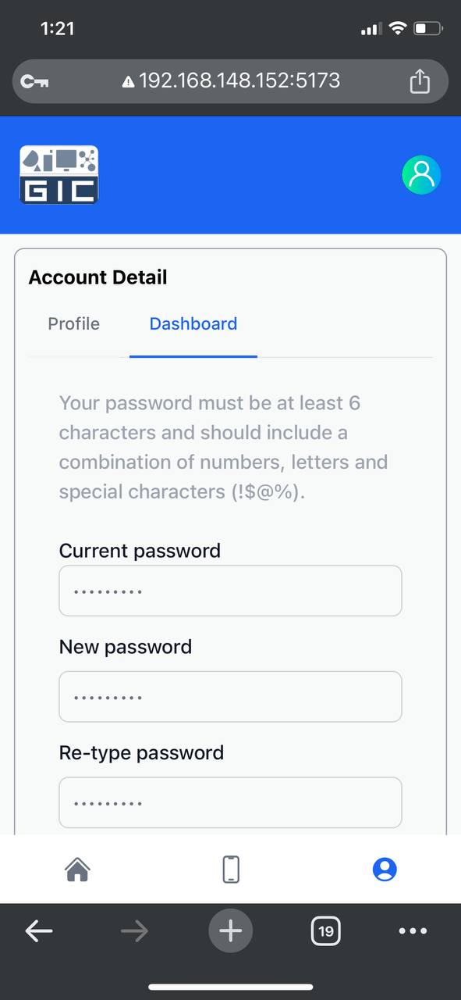 1:21
192.168.148.152:5173
GIC
Account Detail
Profile
Dashboard
Your password must be at least 6
characters and should include a
combination of numbers, letters and
special characters (!$@%).
Current password
•••••••••
New password
•••••••••
Re-type password
•••••••••
19